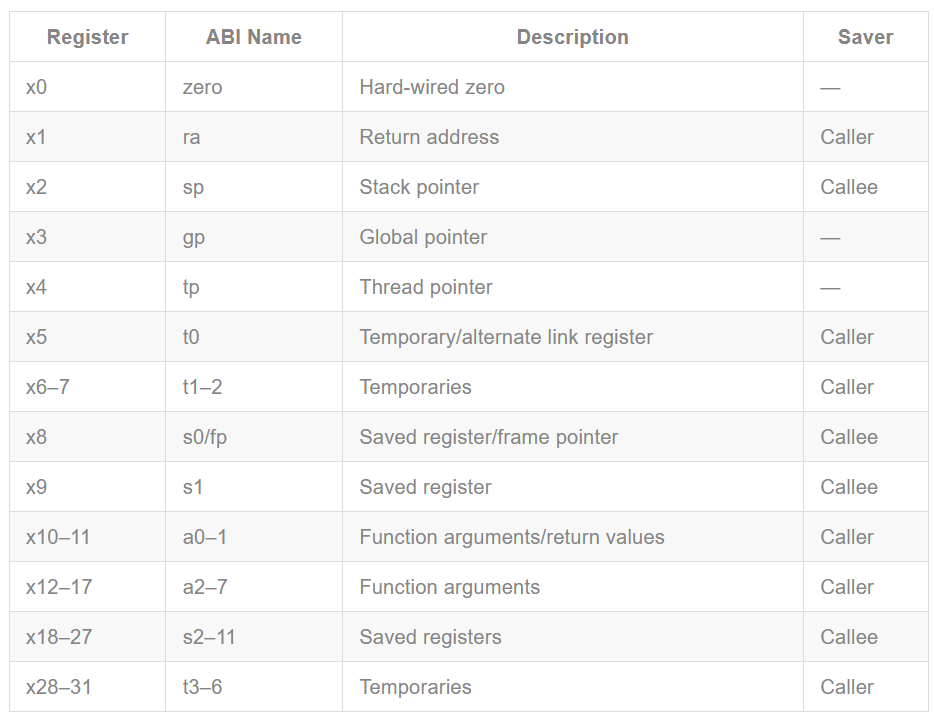 Register ABI Name Description Saver
x0 zero Hard-wired zero —
x1 ra Return address Caller
x2 sp Stack pointer Callee
x3 gp Global pointer —
x4 tp Thread pointer —
x5 t0 Temporary/alternate link register Caller
x6–7 t1–2 Temporaries Caller
x8 s0/fp Saved register/frame pointer Callee
x9 s1 Saved register Callee
x10–11 a0–1 Function arguments/return values Caller
x12–17 a2–7 Function arguments Caller
x18–27 s2–11 Saved registers Callee
x28–31 t3–6 Temporaries Caller